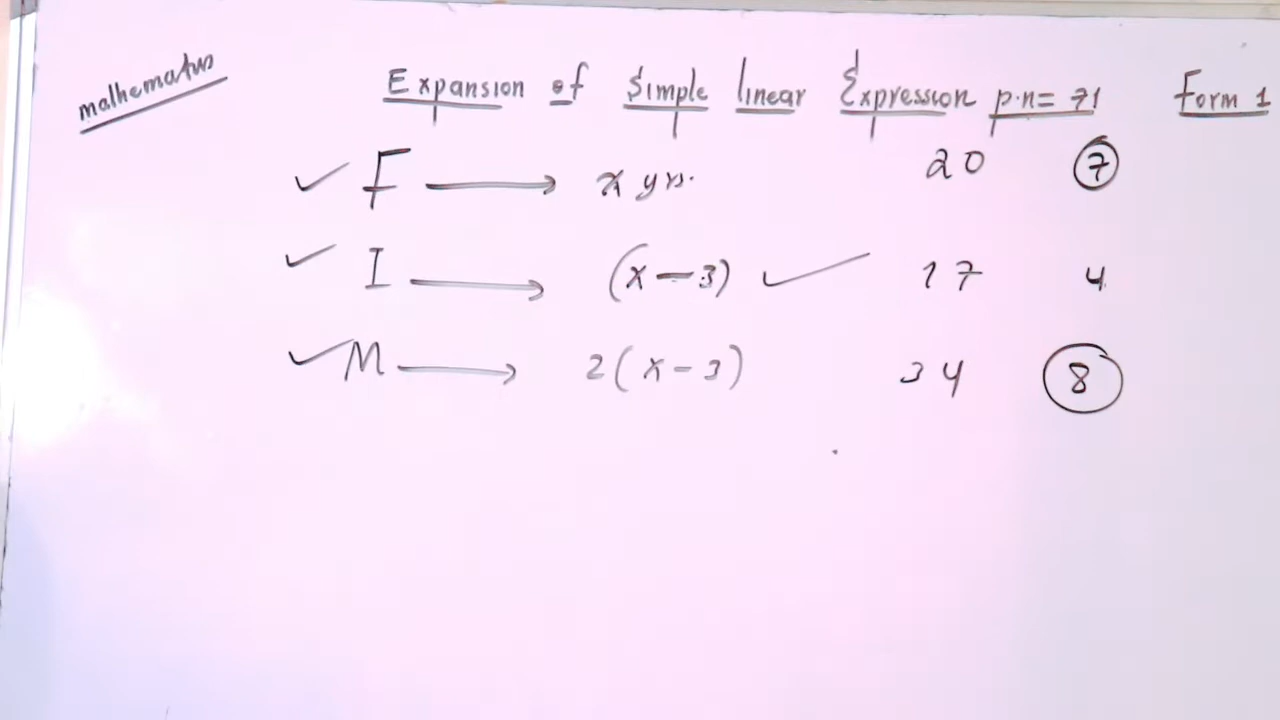 mathematics
Expansion of Simple linear Expression p.n= 71 Form 1
✓ F → x yrs. 20 7
✓ I → (x - 3) ✓ 17 4
✓ M → 2(x - 3) 34 8